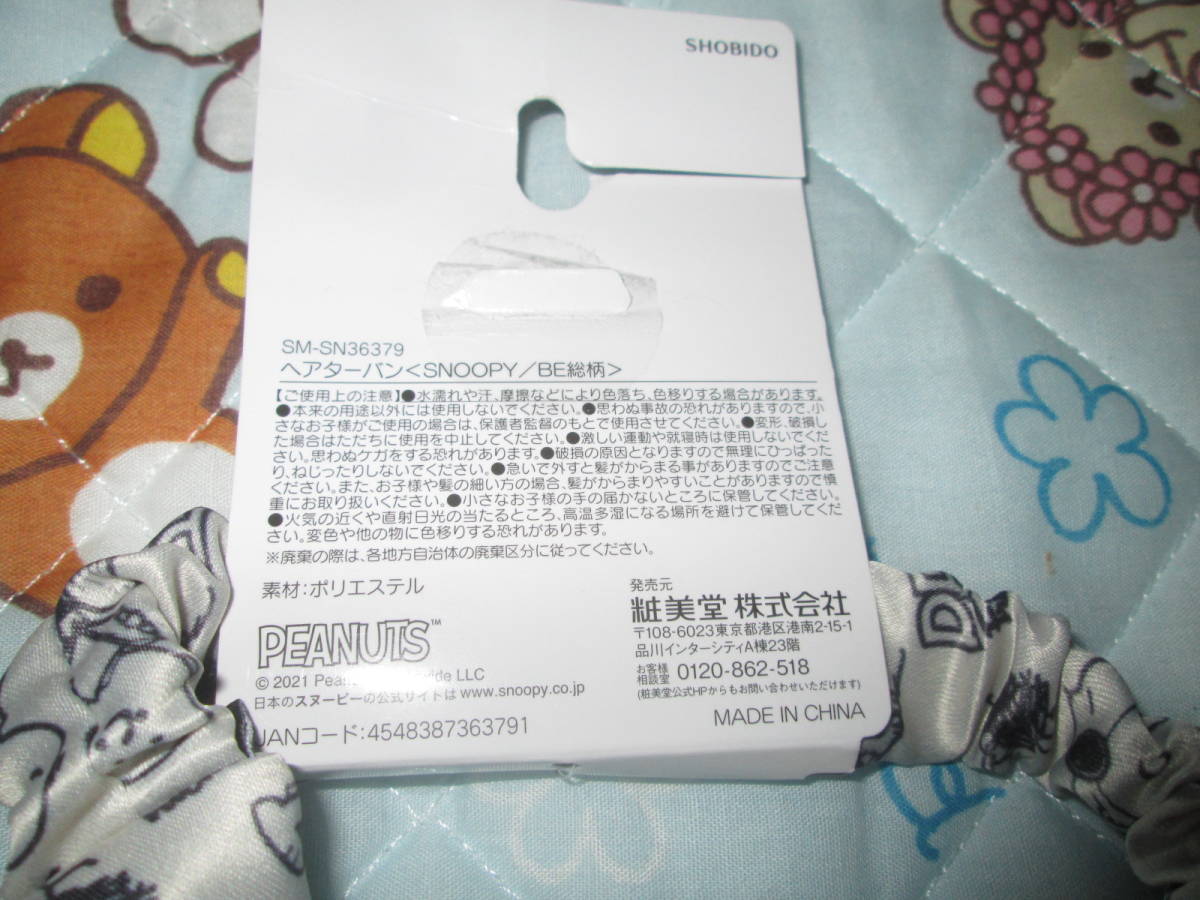 SHOBIDO
SM-SN36379
ヘアターバン<SNOOPY/BE総柄>
【ご使用上の注意】●水濡れや汗、摩擦などにより色落ち、色移りする場合があります。
●本来の用途以外には使用しないでください。●思わぬ事故の恐れがありますので、小
さなお子様がご使用の場合は、保護者監督のもとで使用させてください。●変形、破損し
た場合はただちに使用を中止してください。●激しい運動や就寝時は使用しないでくだ
さい。思わぬケガをする恐れがあります。●破損の原因となりますので無理にひっぱった
り、ねじったりしないでください。●急いで外すと髪がからまる事がありますのでご注意
ください。また、お子様や髪の細い方の場合、髪がからまりやすいことがありますので慎
重にお取り扱いください。●小さなお子様の手の届かないところに保管してください。
●火気の近くや直射日光の当たるところ、高温多湿になる場所を避けて保管してくだ
さい。変色や他の物に色移りする恐れがあります。
※廃棄の際は、各地方自治体の廃棄区分に従ってください。
素材:ポリエステル
PEANUTS™
© 2021 Pea ide LLC
日本のスヌーピーの公式サイトは www.snoopy.co.jp
JANコード:4548387363791
発売元
粧美堂 株式会社
〒108-6023東京都港区港南2-15-1
品川インターシティA棟23階
お客様相談室 0120-862-518
(粧美堂公式HPからもお問い合わせいただけます)
MADE IN CHINA